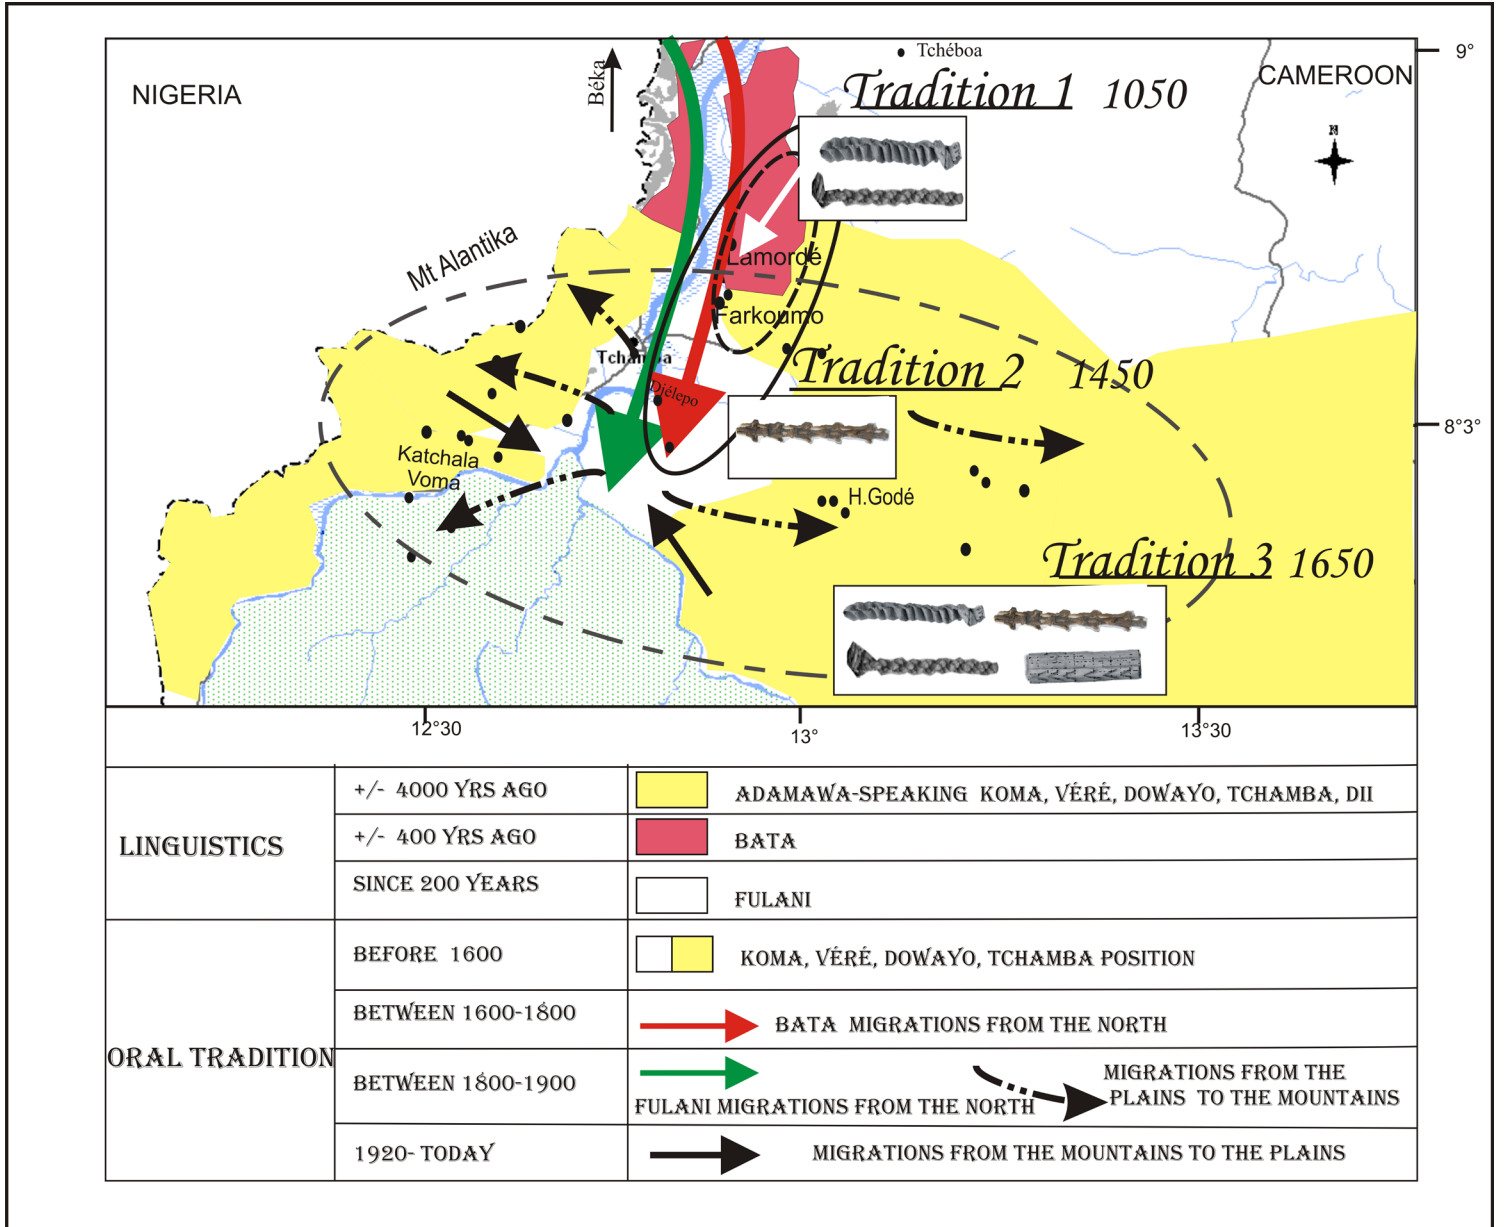 Tchéboa
9°
NIGERIA
Béka
Tradition 1 1050
CAMEROON
N
Mt Alantika
Lamordé
Farkoumo
Tchamba
Tradition 2 1450
Djélepo
8°3°
Katchala
Voma
H.Godé
Tradition 3 1650
12°30
13°
13°30
LINGUISTICS
+/- 4000 YRS AGO
ADAMAWA-SPEAKING KOMA, VÉRÉ, DOWAYO, TCHAMBA, DII
+/- 400 YRS AGO
BATA
SINCE 200 YEARS
FULANI
ORAL TRADITION
BEFORE 1600
KOMA, VÉRÉ, DOWAYO, TCHAMBA POSITION
BETWEEN 1600-1800
BATA MIGRATIONS FROM THE NORTH
BETWEEN 1800-1900
FULANI MIGRATIONS FROM THE NORTH
MIGRATIONS FROM THE
PLAINS TO THE MOUNTAINS
1920- TODAY
MIGRATIONS FROM THE MOUNTAINS TO THE PLAINS